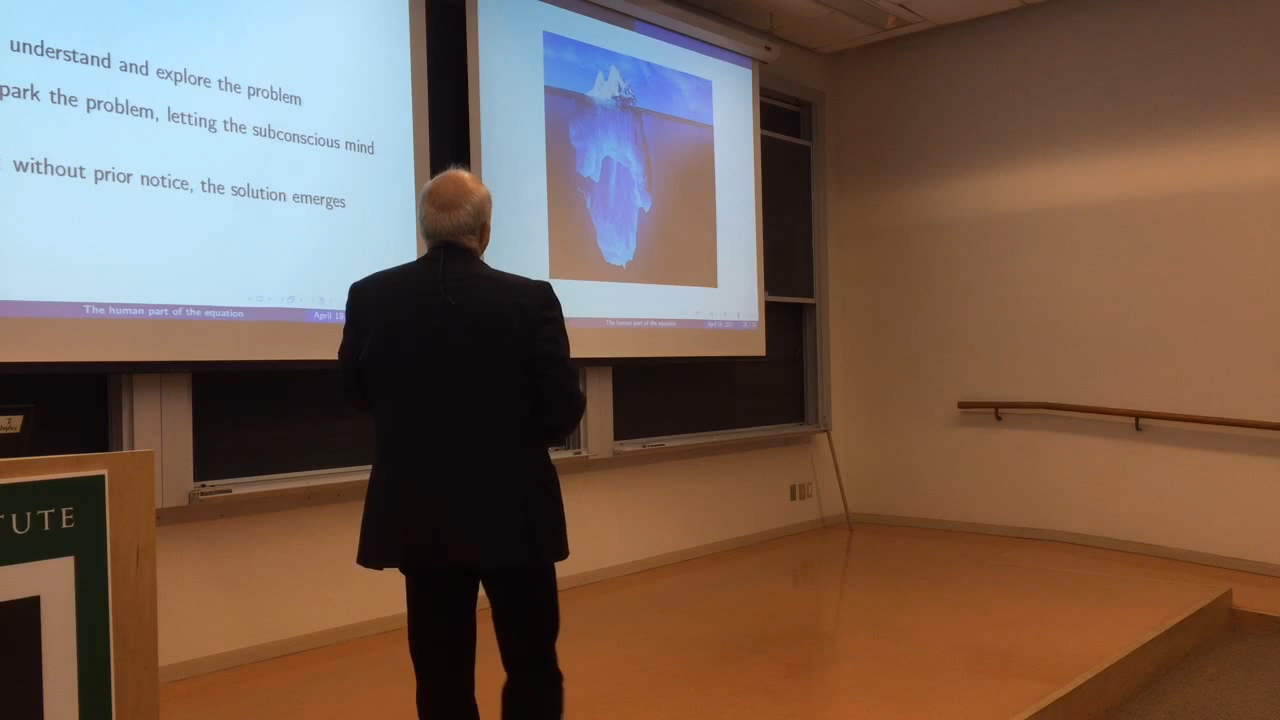 understand and explore the problem
park the problem, letting the subconscious mind
without prior notice, the solution emerges
The human part of the equation
April 19
The human part of the equation
TUTE